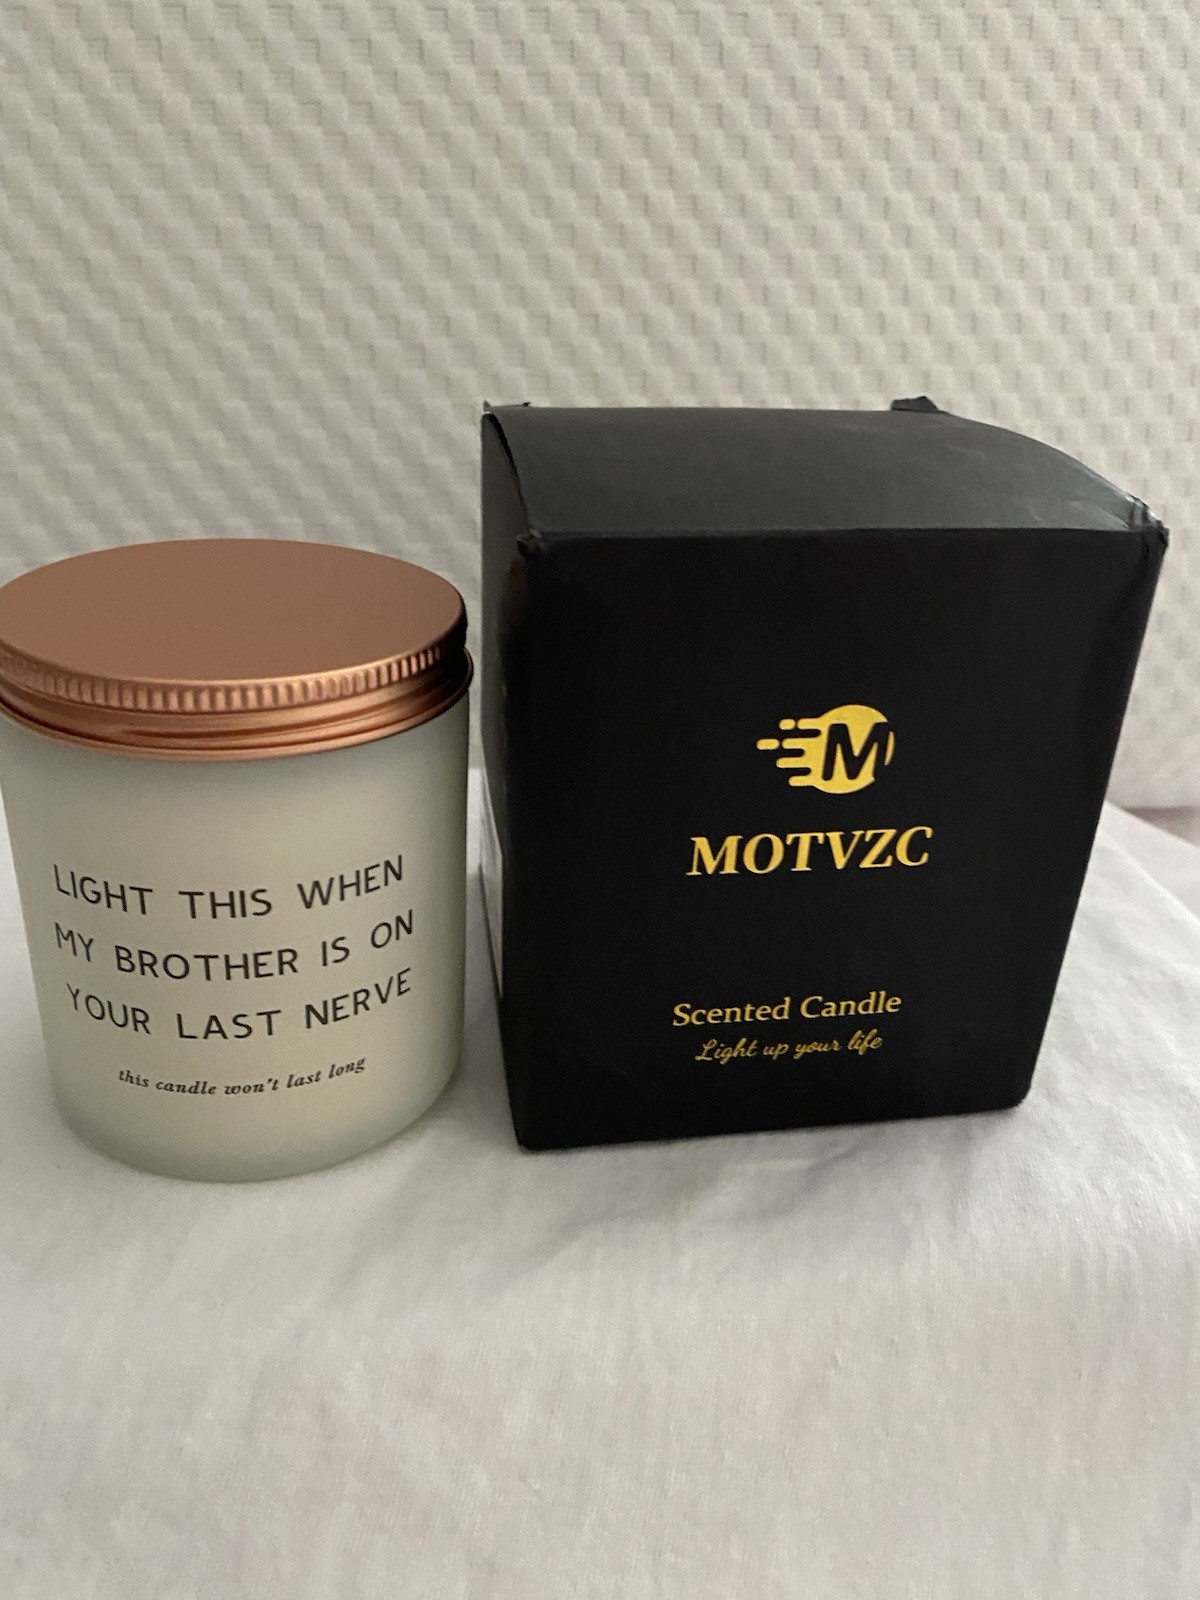 LIGHT THIS WHEN
MY BROTHER IS ON
YOUR LAST NERVE
this candle won't last long
M
MOTVZC
Scented Candle
Light up your life